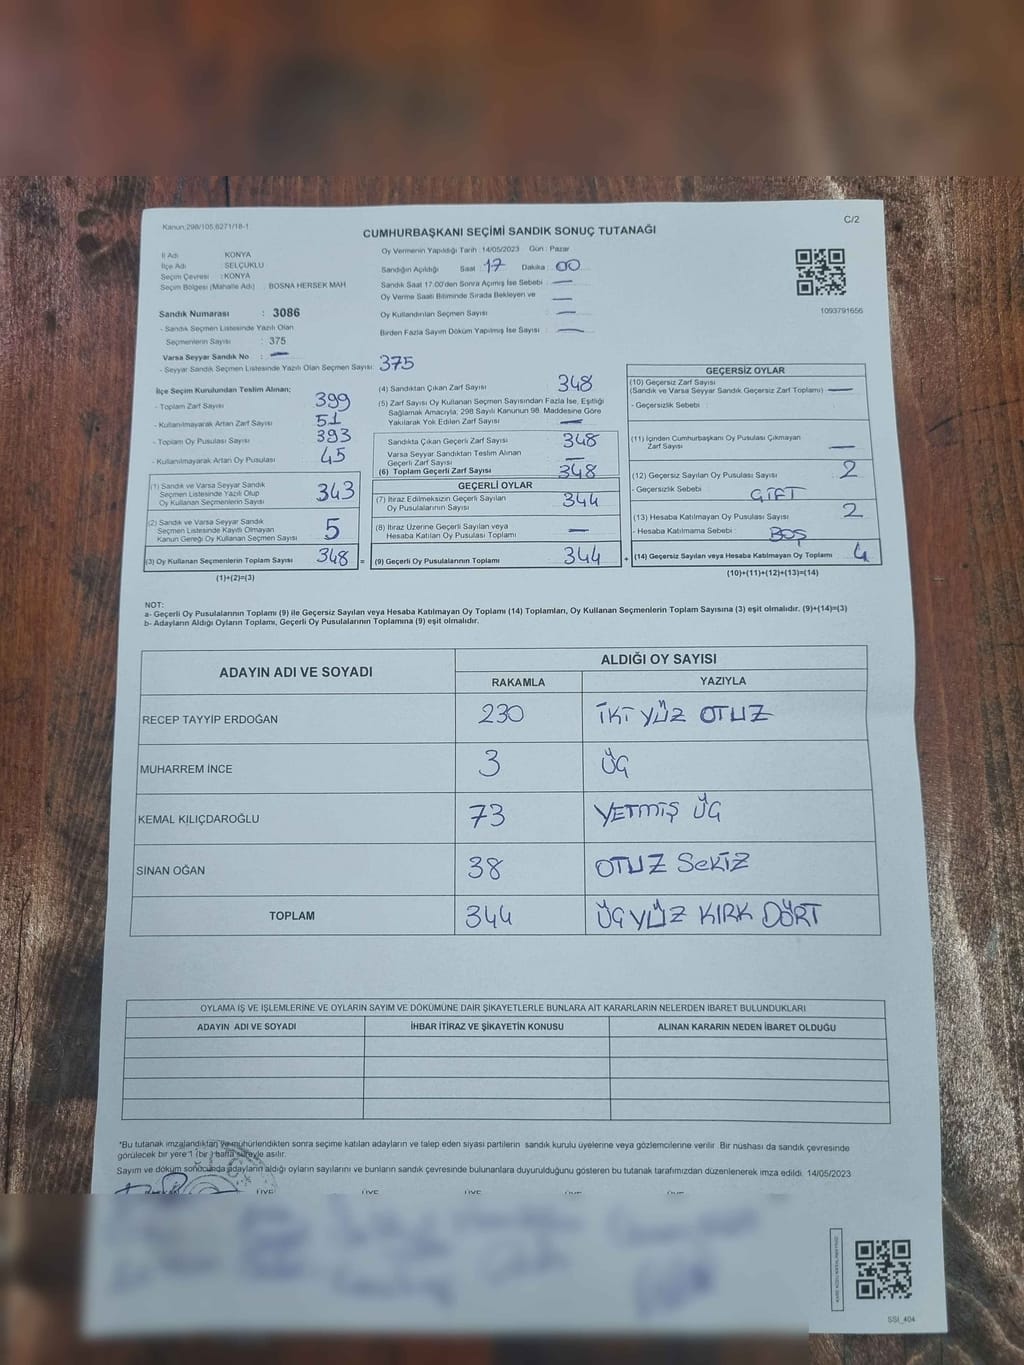 Kanun;298/105,6271/18-1
C/2
CUMHURBAŞKANI SEÇİMİ SANDIK SONUÇ TUTANAĞI
İl Adı KONYA
İlçe Adı SELÇUKLU
Seçim Çevresi : KONYA
Seçim Bölgesi (Mahalle Adı) : BOSNA HERSEK MAH.
Oy Vermenin Yapıldığı Tarih : 14/05/2023 Gün : Pazar
Sandığın Açıldığı Saat : 17 Dakika : 00
Sandık Saat 17.00'den Sonra Açımış İse Sebebi : —
Oy Verme Saati Bitiminde Sırada Bekleyen ve
Oy Kullandırılan Seçmen Sayısı : —
Birden Fazla Sayım Döküm Yapılmış İse Sayısı : —
1093791656
Sandık Numarası : 3086
- Sandık Seçmen Listesinde Yazılı Olan
Seçmenlerin Sayısı : 375
Varsa Seyyar Sandık No : —
- Seyyar Sandık Seçmen Listesinde Yazılı Olan Seçmen Sayısı: 375
İlçe Seçim Kurulundan Teslim Alınan;
- Toplam Zarf Sayısı 399
- Kullanılmayarak Artan Zarf Sayısı 51
- Toplam Oy Pusulası Sayısı 393
- Kullanılmayarak Artan Oy Pusulası 45
(1) Sandık ve Varsa Seyyar Sandık
Seçmen Listesinde Yazılı Olup
Oy Kullanan Seçmenlerin Sayısı 343
(2) Sandık ve Varsa Seyyar Sandık
Seçmen Listesinde Kayıtlı Olmayan
Kanun Gereği Oy Kullanan Seçmen Sayısı 5
(3) Oy Kullanan Seçmenlerin Toplam Sayısı 348 =
(1)+(2)=(3)
(4) Sandıktan Çıkan Zarf Sayısı 348
(5) Zarf Sayısı Oy Kullanan Seçmen Sayısından Fazla İse, Eşitliği
Sağlamak Amacıyla; 298 Sayılı Kanunun 98. Maddesine Göre
Yakılarak Yok Edilen Zarf Sayısı —
Sandıkta Çıkan Geçerli Zarf Sayısı 348
Varsa Seyyar Sandıktan Teslim Alınan
Geçerli Zarf Sayısı —
(6) Toplam Geçerli Zarf Sayısı 348
GEÇERLİ OYLAR
(7) İtiraz Edilmeksizin Geçerli Sayılan
Oy Pusulalarının Sayısı 344
(8) İtiraz Üzerine Geçerli Sayılan veya
Hesaba Katılan Oy Pusulası Toplamı —
(9) Geçerli Oy Pusulalarının Toplamı 344 +
GEÇERSİZ OYLAR
(10) Geçersiz Zarf Sayısı
(Sandık ve Varsa Seyyar Sandık Geçersiz Zarf Toplamı) —
- Geçersizlik Sebebi :
(11) İçinden Cumhurbaşkanı Oy Pusulası Çıkmayan
Zarf Sayısı —
(12) Geçersiz Sayılan Oy Pusulası Sayısı 2
- Geçersizlik Sebebi : ÇİFT
(13) Hesaba Katılmayan Oy Pusulası Sayısı 2
- Hesaba Katılmama Sebebi : BOŞ
(14) Geçersiz Sayılan veya Hesaba Katılmayan Oy Toplamı 4
(10)+(11)+(12)+(13)=(14)
NOT:
a- Geçerli Oy Pusulalarının Toplamı (9) ile Geçersiz Sayılan veya Hesaba Katılmayan Oy Toplamı (14) Toplamları, Oy Kullanan Seçmenlerin Toplam Sayısına (3) eşit olmalıdır. (9)+(14)=(3)
b- Adayların Aldığı Oyların Toplamı, Geçerli Oy Pusulalarının Toplamına (9) eşit olmalıdır.
ADAYIN ADI VE SOYADI ALDIĞI OY SAYISI
RAKAMLA YAZIYLA
RECEP TAYYİP ERDOĞAN 230 İKİ YÜZ OTUZ
MUHARREM İNCE 3 ÜÇ
KEMAL KILIÇDAROĞLU 73 YETMİŞ ÜÇ
SİNAN OĞAN 38 OTUZ SEKİZ
TOPLAM 344 ÜÇ YÜZ KIRK DÖRT
OYLAMA İŞ VE İŞLEMLERİNE VE OYLARIN SAYIM VE DÖKÜMÜNE DAİR ŞİKAYETLERLE BUNLARA AİT KARARLARIN NELERDEN İBARET BULUNDUKLARI
ADAYIN ADI VE SOYADI İHBAR İTİRAZ VE ŞİKAYETİN KONUSU ALINAN KARARIN NEDEN İBARET OLDUĞU
*Bu tutanak imzalandıktan ve mühürlendikten sonra seçime katılan adayların ve talep eden siyasi partilerin sandık kurulu üyelerine veya gözlemcilerine verilir. Bir nüshası da sandık çevresinde
görülecek bir yere 1 (bir ) hafta süreyle asılır.
Sayım ve döküm sonucunda adayların aldığı oyların sayılarını ve bunların sandık çevresinde bulunanlara duyurulduğunu gösteren bu tutanak tarafımızdan düzenlenerek imza edildi. 14/05/2023
ÜYE ÜYE ÜYE ÜYE ÜYE
SSI_404